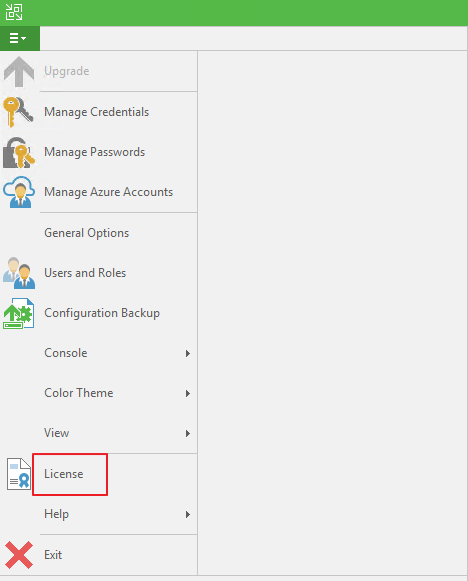 Upgrade
Manage Credentials
Manage Passwords
Manage Azure Accounts
General Options
Users and Roles
Configuration Backup
Console
Color Theme
View
License
Help
Exit